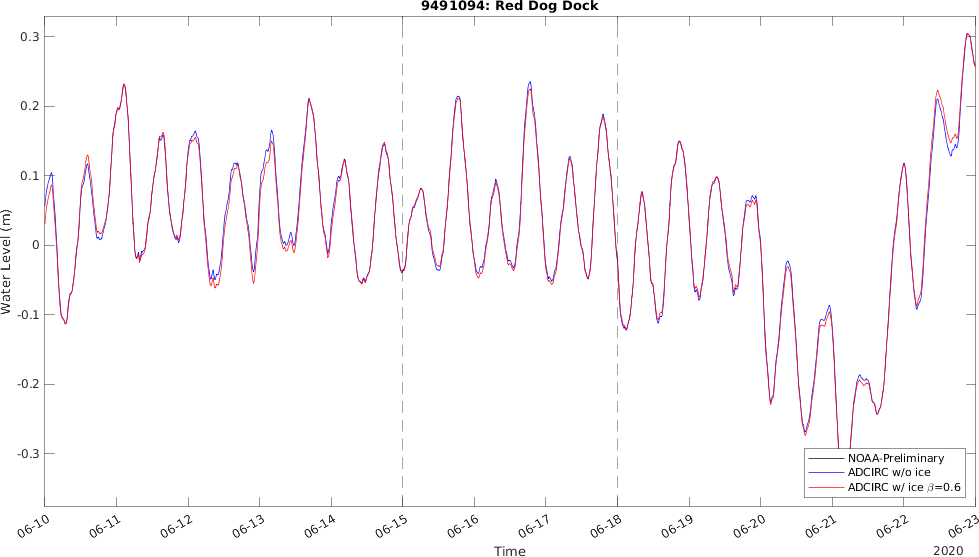 9491094: Red Dog Dock
0.3
0.2
0.1
0
-0.1
-0.2
-0.3
Water Level (m)
NOAA-Preliminary
ADCIRC w/o ice
ADCIRC w/ ice β=0.6
06-10 06-11 06-12 06-13 06-14 06-15 06-16 06-17 06-18 06-19 06-20 06-21 06-22 06-23
Time
2020